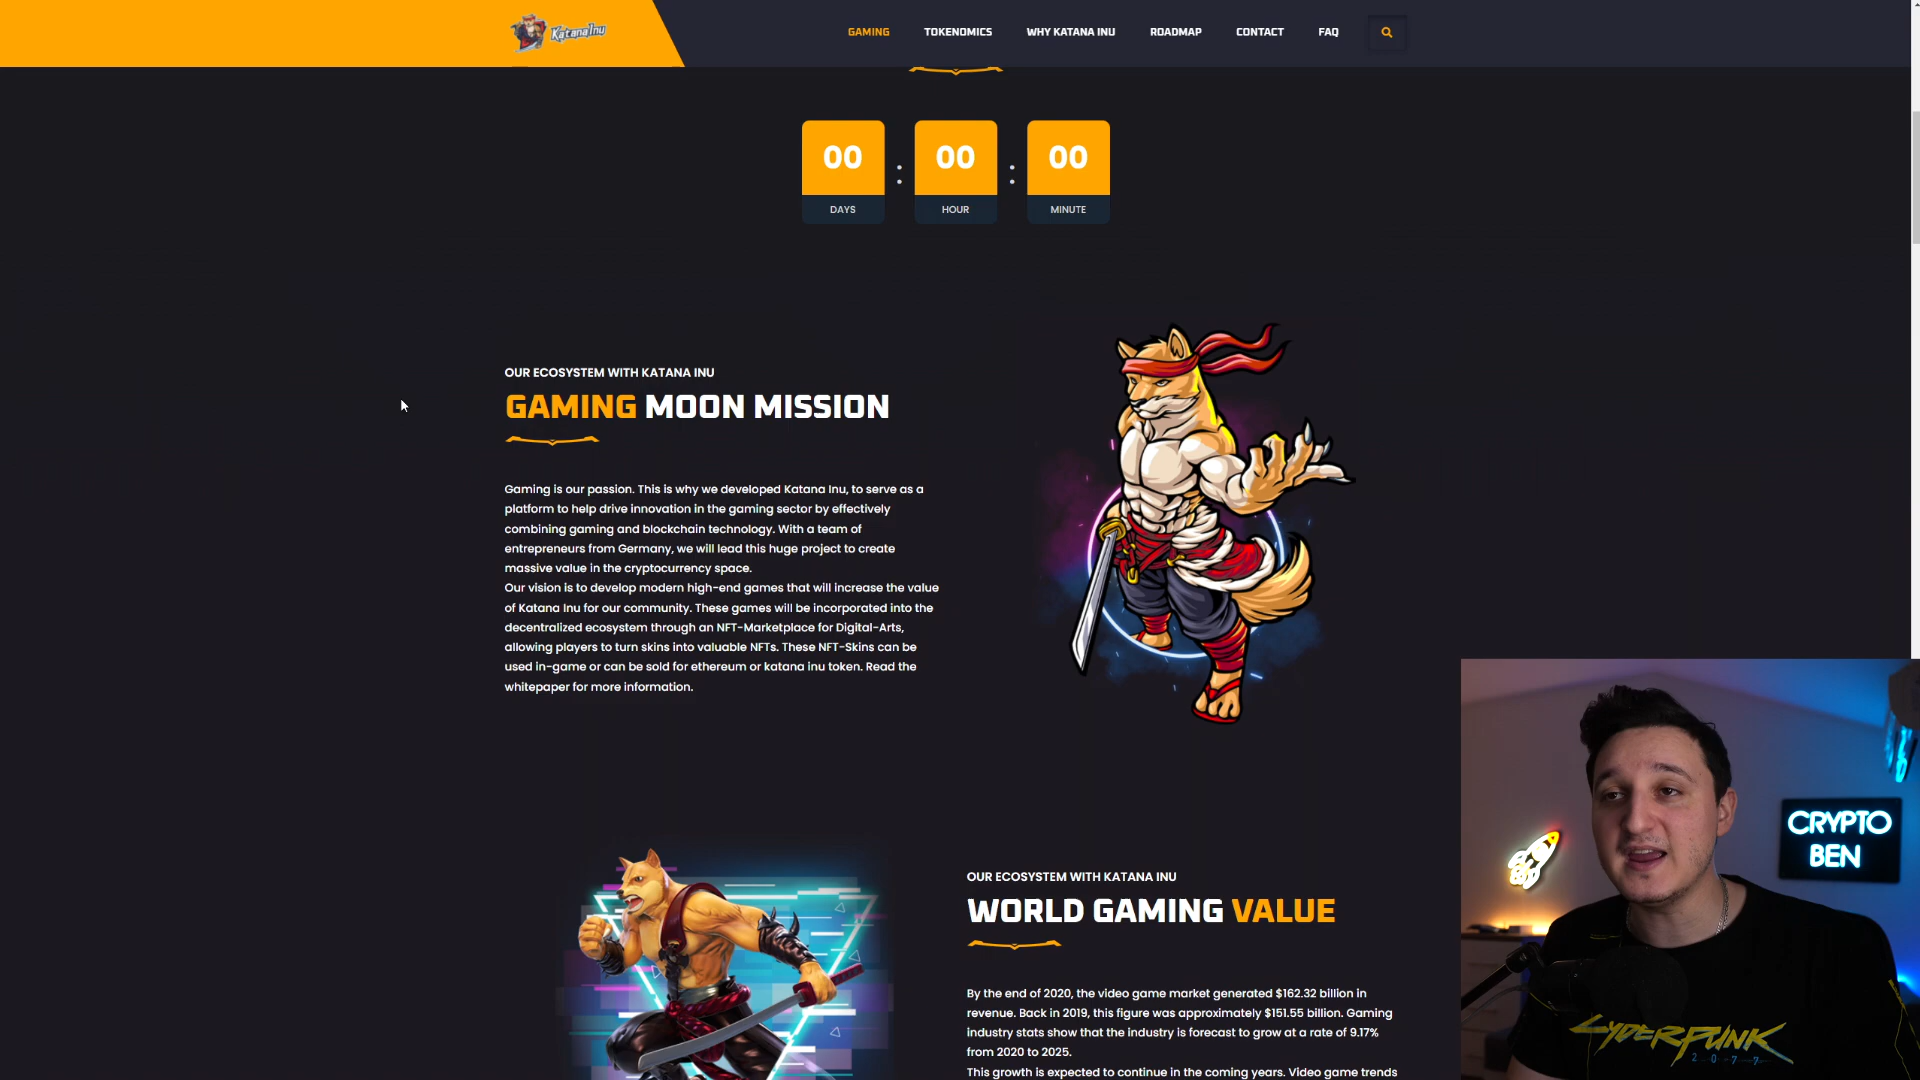 KatanaInu
GAMING
TOKENOMICS
WHY KATANA INU
ROADMAP
CONTACT
FAQ
00 : 00 : 00
DAYS HOUR MINUTE
OUR ECOSYSTEM WITH KATANA INU
GAMING MOON MISSION
Gaming is our passion. This is why we developed Katana Inu, to serve as a
platform to help drive innovation in the gaming sector by effectively
combining gaming and blockchain technology. With a team of
entrepreneurs from Germany, we will lead this huge project to create
massive value in the cryptocurrency space.
Our vision is to develop modern high-end games that will increase the value
of Katana Inu for our community. These games will be incorporated into the
decentralized ecosystem through an NFT-Marketplace for Digital-Arts,
allowing players to turn skins into valuable NFTs. These NFT-Skins can be
used in-game or can be sold for ethereum or katana inu token. Read the
whitepaper for more information.
OUR ECOSYSTEM WITH KATANA INU
WORLD GAMING VALUE
By the end of 2020, the video game market generated $162.32 billion in
revenue. Back in 2019, this figure was approximately $151.55 billion. Gaming
industry stats show that the industry is forecast to grow at a rate of 9.17%
from 2020 to 2025.
This growth is expected to continue in the coming years. Video game trends
CRYPTO
BEN
CYBERPUNK
2077